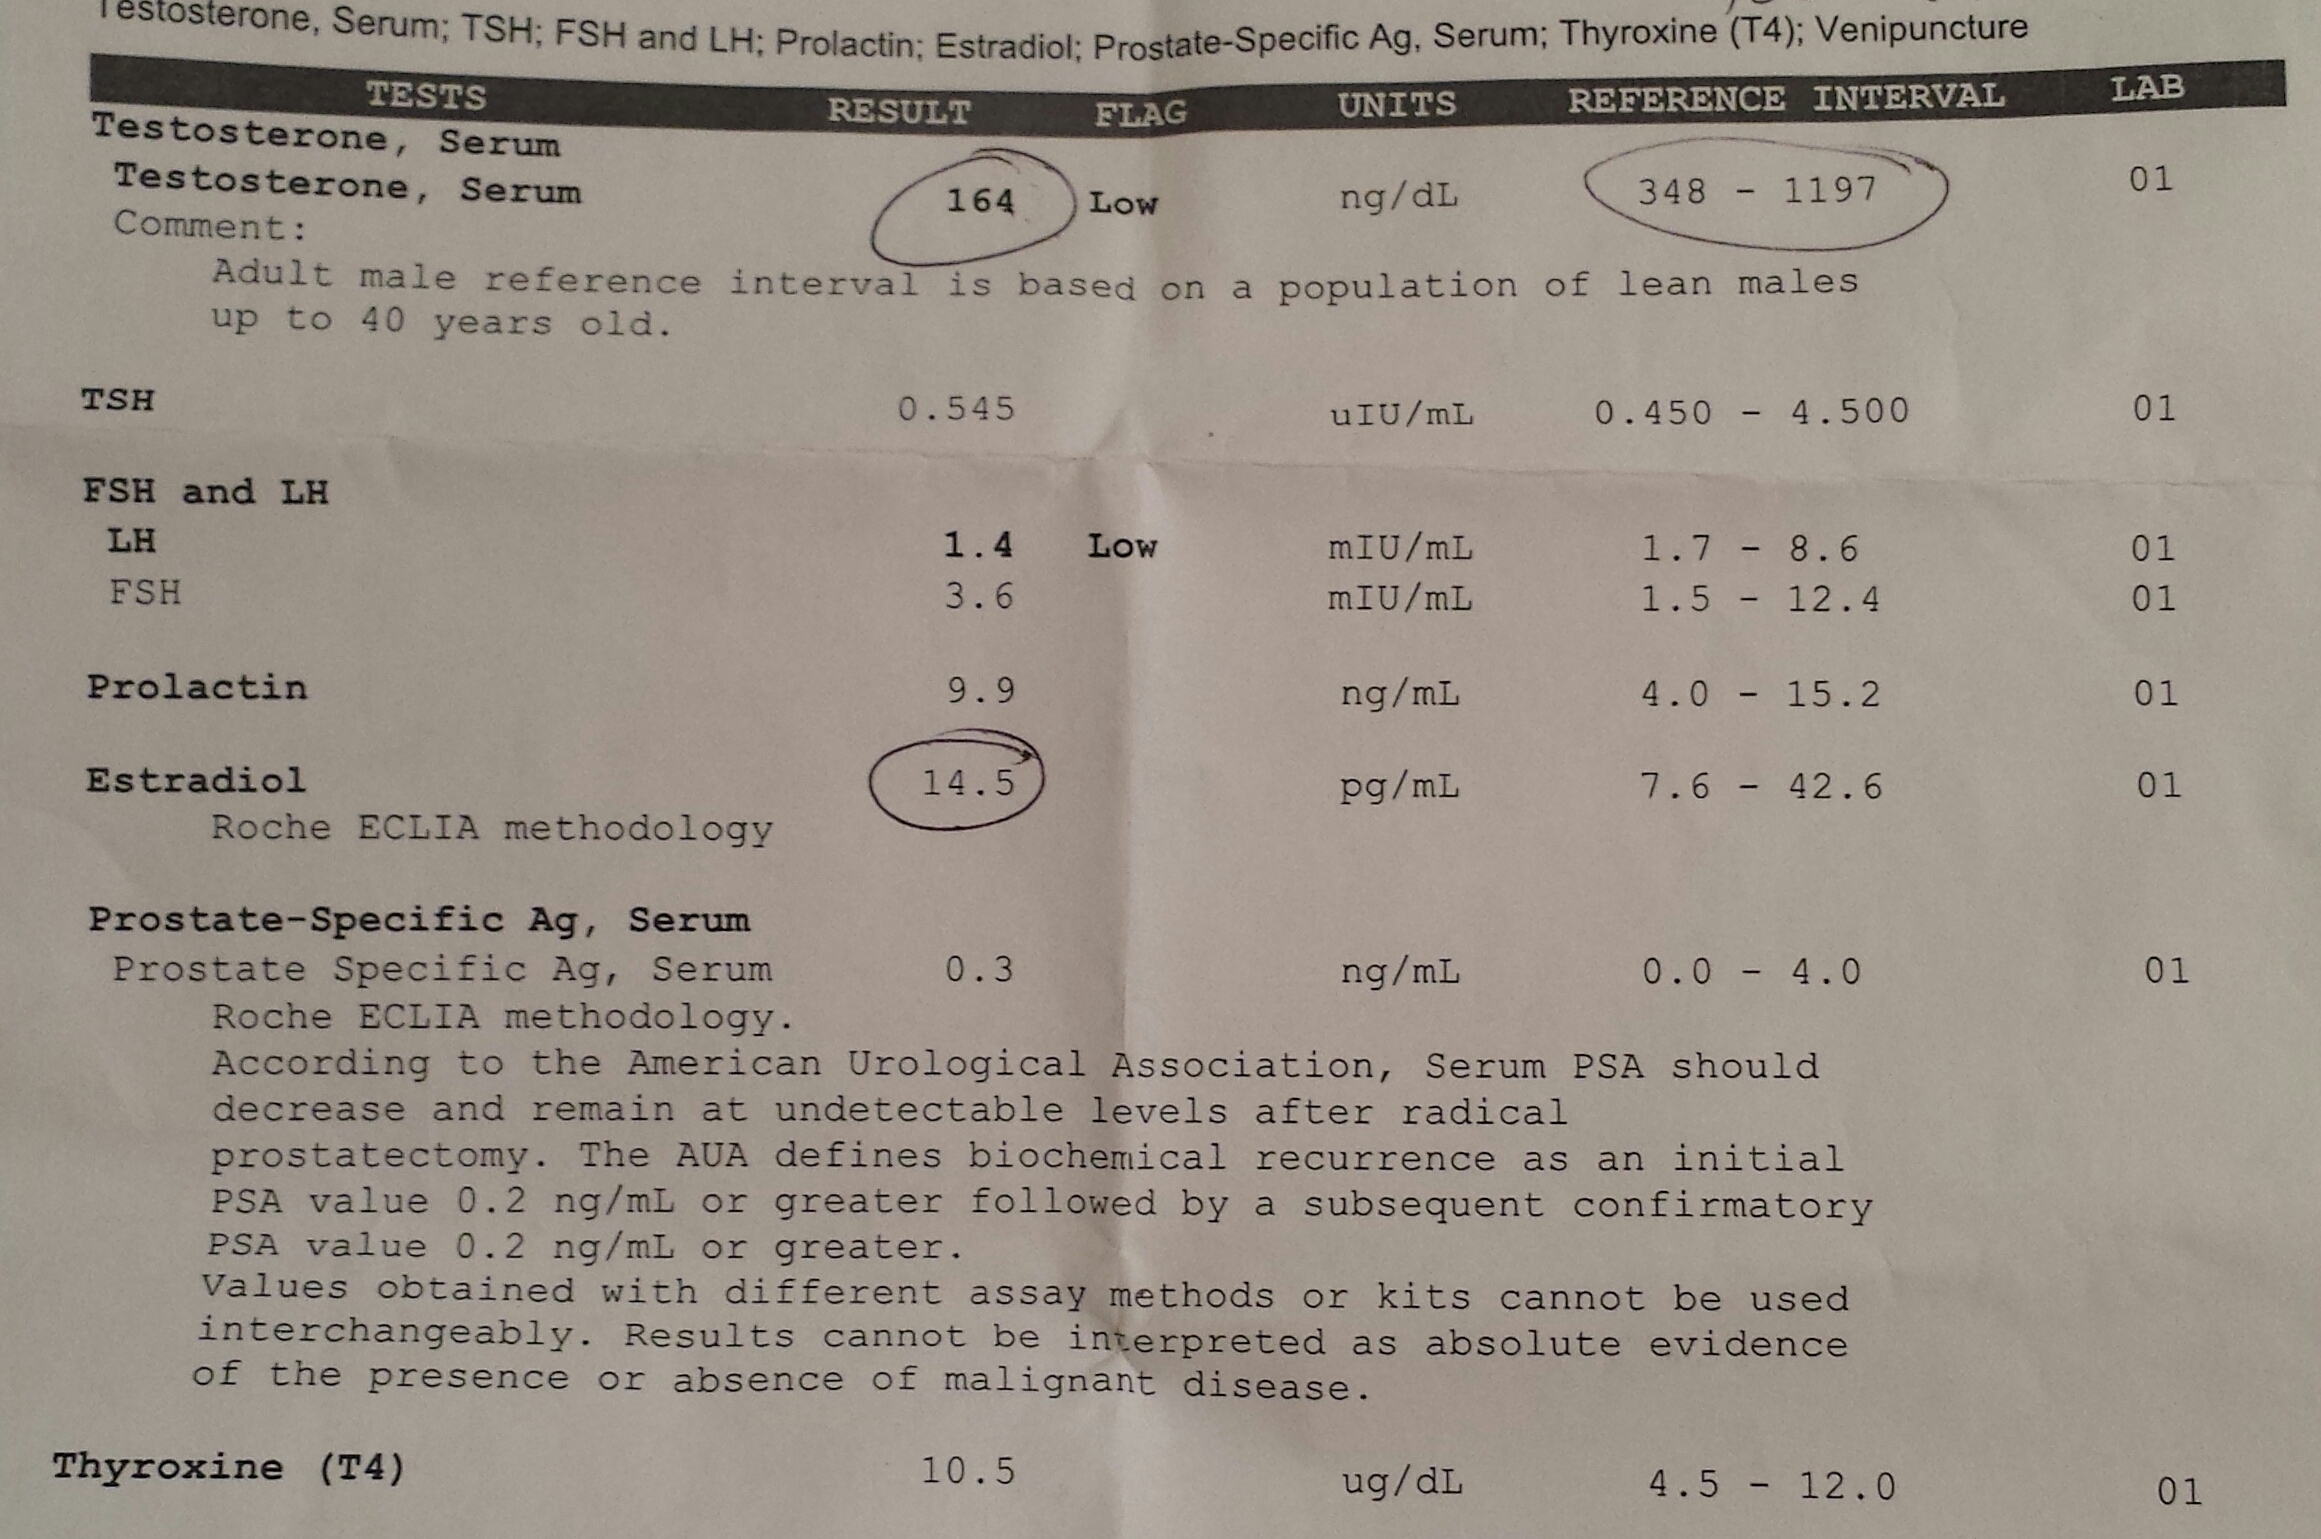 Testosterone, Serum; TSH; FSH and LH; Prolactin; Estradiol; Prostate-Specific Ag, Serum; Thyroxine (T4); Venipuncture
TESTS RESULT FLAG UNITS REFERENCE INTERVAL LAB
Testosterone, Serum
Testosterone, Serum 164 Low ng/dL 348 - 1197 01
Comment:
Adult male reference interval is based on a population of lean males
up to 40 years old.
TSH 0.545 uIU/mL 0.450 - 4.500 01
FSH and LH
LH 1.4 Low mIU/mL 1.7 - 8.6 01
FSH 3.6 mIU/mL 1.5 - 12.4 01
Prolactin 9.9 ng/mL 4.0 - 15.2 01
Estradiol 14.5 pg/mL 7.6 - 42.6 01
Roche ECLIA methodology
Prostate-Specific Ag, Serum
Prostate Specific Ag, Serum 0.3 ng/mL 0.0 - 4.0 01
Roche ECLIA methodology.
According to the American Urological Association, Serum PSA should
decrease and remain at undetectable levels after radical
prostatectomy. The AUA defines biochemical recurrence as an initial
PSA value 0.2 ng/mL or greater followed by a subsequent confirmatory
PSA value 0.2 ng/mL or greater.
Values obtained with different assay methods or kits cannot be used
interchangeably. Results cannot be interpreted as absolute evidence
of the presence or absence of malignant disease.
Thyroxine (T4) 10.5 ug/dL 4.5 - 12.0 01